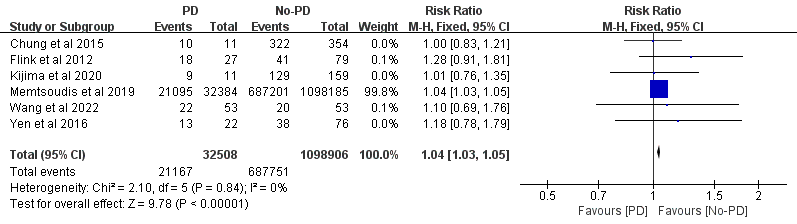 PD No-PD Risk Ratio Risk Ratio
Study or Subgroup Events Total Events Total Weight M-H, Fixed, 95% CI M-H, Fixed, 95% CI
Chung et al 2015 10 11 322 354 0.0% 1.00 [0.83, 1.21]
Flink et al 2012 18 27 41 79 0.0% 1.28 [0.91, 1.81]
Kijima et al 2020 9 11 129 159 0.0% 1.01 [0.76, 1.35]
Memtsoudis et al 2019 21095 32384 687201 1098185 99.8% 1.04 [1.03, 1.05]
Wang et al 2022 22 53 20 53 0.0% 1.10 [0.69, 1.76]
Yen et al 2016 13 22 38 76 0.0% 1.18 [0.78, 1.79]
Total (95% CI) 32508 1098906 100.0% 1.04 [1.03, 1.05]
Total events 21167 687751
Heterogeneity: Chi² = 2.10, df = 5 (P = 0.84); I² = 0%
Test for overall effect: Z = 9.78 (P < 0.00001)
0.5 0.7 1 1.5 2
Favours [PD] Favours [No-PD]